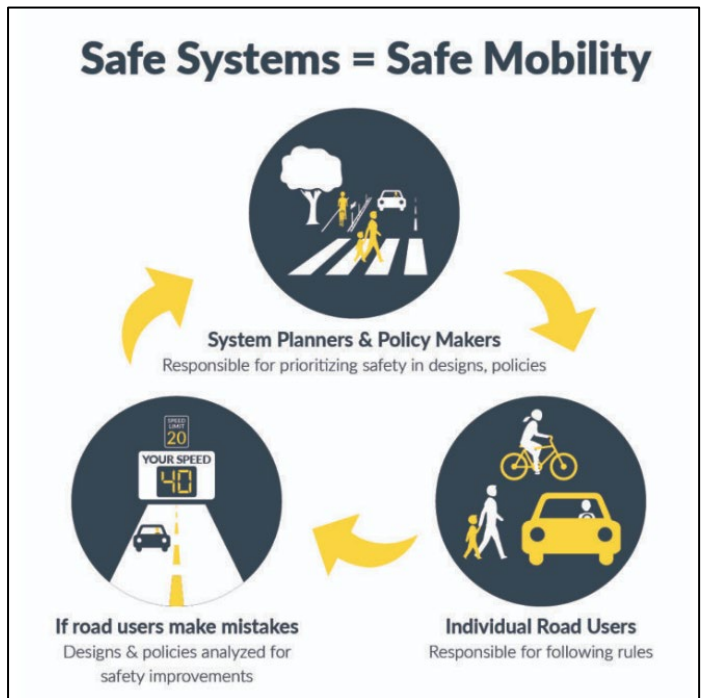 Safe Systems = Safe Mobility
System Planners & Policy Makers
Responsible for prioritizing safety in designs, policies
SPEED
LIMIT
20
YOUR SPEED
40
If road users make mistakes
Designs & policies analyzed for
safety improvements
Individual Road Users
Responsible for following rules